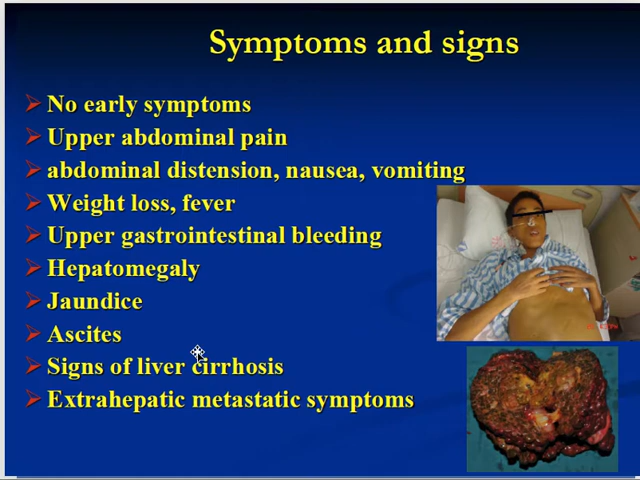 Symptoms and signs
No early symptoms
Upper abdominal pain
abdominal distension, nausea, vomiting
Weight loss, fever
Upper gastrointestinal bleeding
Hepatomegaly
Jaundice
Ascites
Signs of liver cirrhosis
Extrahepatic metastatic symptoms